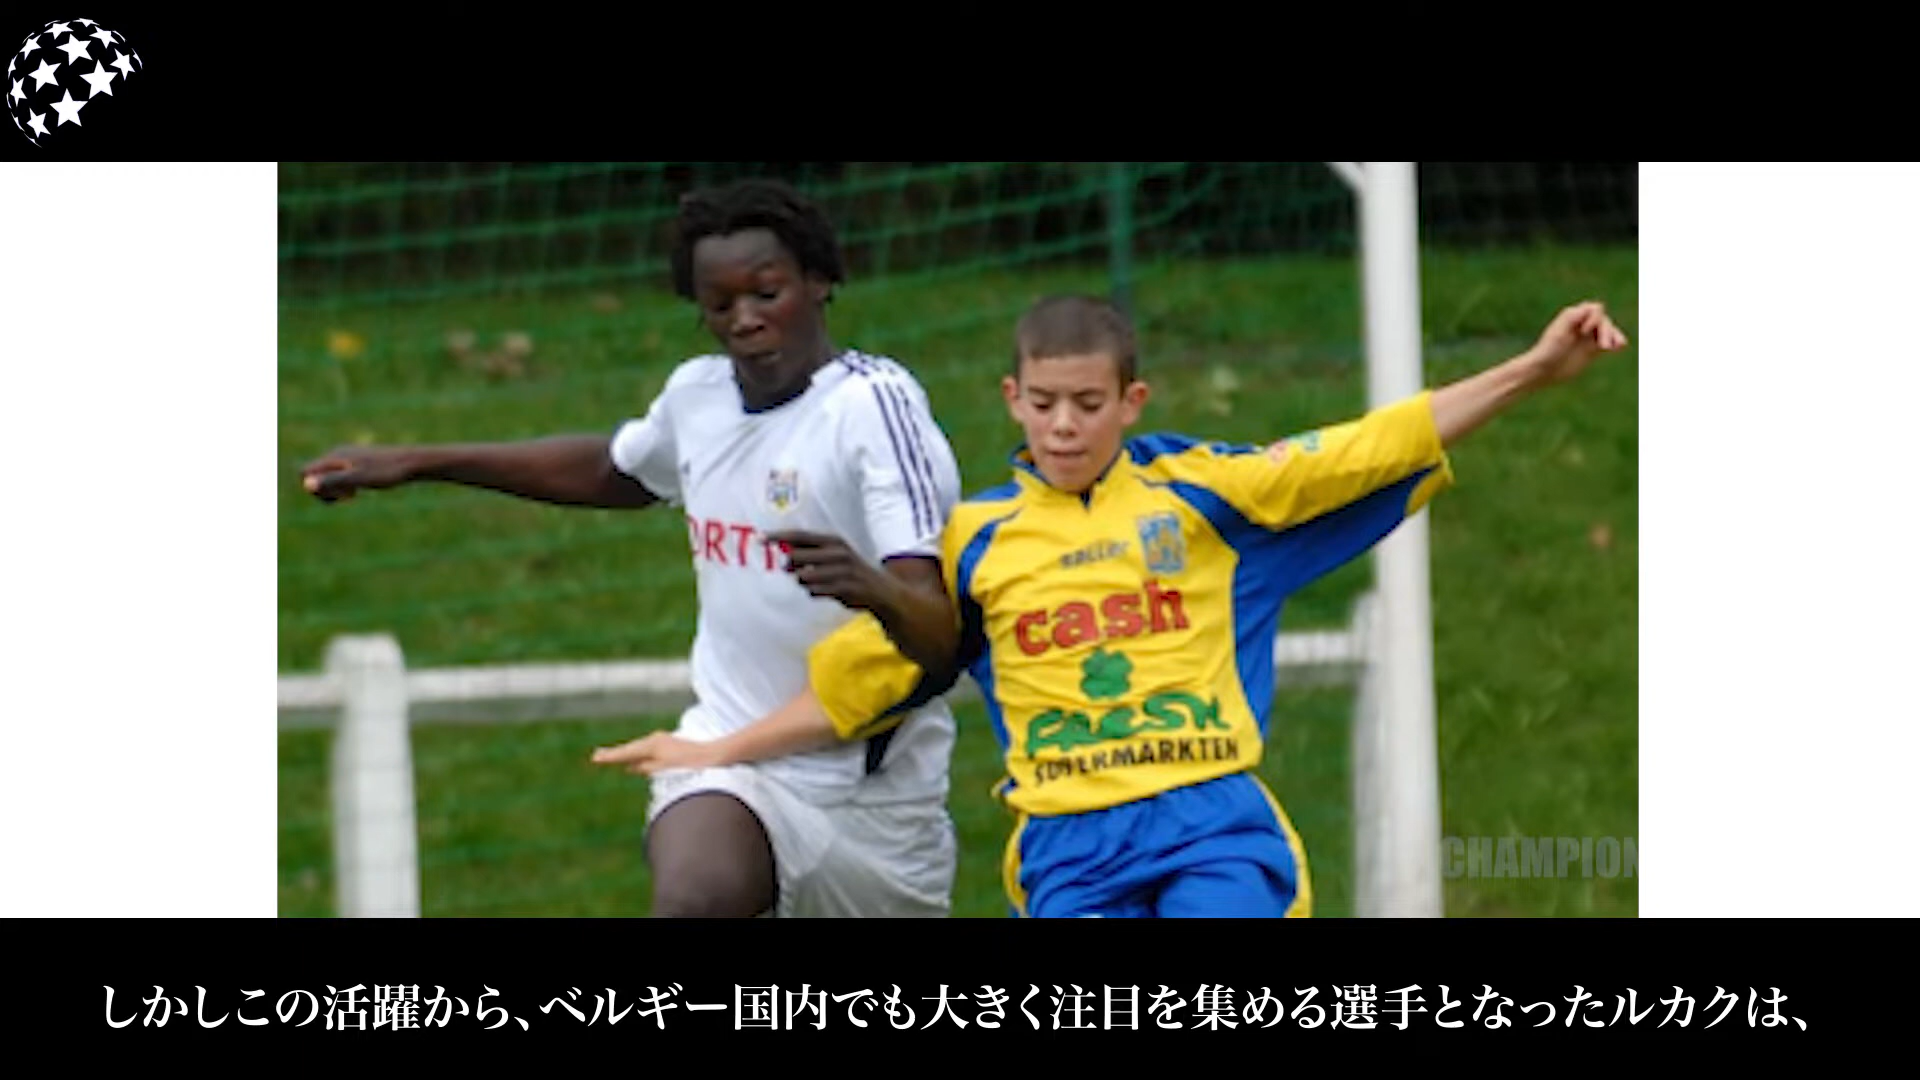 ORTIS
saller
cash
FRESH
SUPERMARKTEN
CHAMPION
しかしこの活躍から、ベルギー国内でも大きく注目を集める選手となったルカクは、